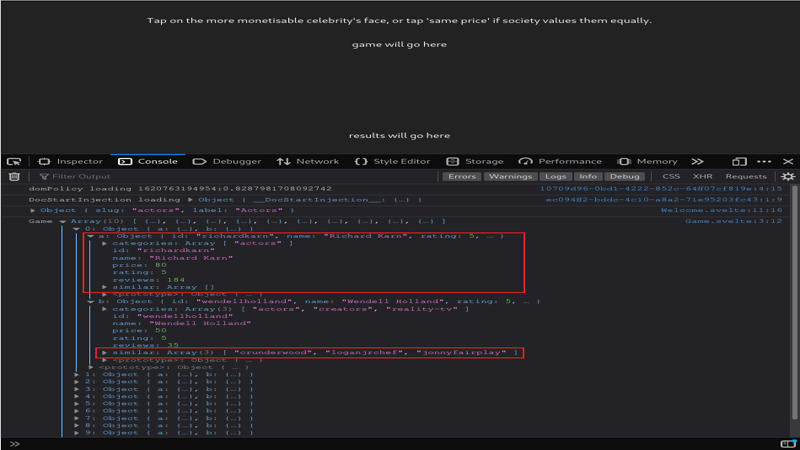 Tap on the more monetisable celebrity's face, or tap 'same price' if society values them equally.
game will go here
results will go here
Inspector Console Debugger Network Style Editor Storage Performance Memory
Filter Output Errors Warnings Logs Info Debug CSS XHR Requests
domPolicy loading 1620763194954:0.8287981708092742 10709d96-0bd1-4222-852c-64df07cf819e:4:15
DocStartInjection loading ▶ Object { __DocStartInjection__: (…) } ec094f2-bddc-4c10-a8a2-71e95203fc43:1:9
▶ Object { slug: "actors", label: "Actors" } Welcome.svelte:11:16
Game ▼ Array(10) [ (…), (…), (…), (…), (…), (…), (…), (…), (…), (…) ] Game.svelte:3:12
▼ 0: Object { a: (…), b: (…) }
▼ a: Object { id: "richardkarn", name: "Richard Karn", rating: 5, … }
▶ categories: Array [ "actors" ]
id: "richardkarn"
name: "Richard Karn"
price: 80
rating: 5
reviews: 184
▶ similar: Array []
▶ <prototype>: Object { … }
▼ b: Object { id: "wendellholland", name: "Wendell Holland", rating: 5, … }
▶ categories: Array(3) [ "actors", "creators", "reality-tv" ]
id: "wendellholland"
name: "Wendell Holland"
price: 50
rating: 5
reviews: 35
▶ similar: Array(3) [ "crunderwood", "loganjrchef", "jonnyfairplay" ]
▶ <prototype>: Object { … }
▶ <prototype>: Object { … }
▶ 1: Object { a: (…), b: (…) }
▶ 2: Object { a: (…), b: (…) }
▶ 3: Object { a: (…), b: (…) }
▶ 4: Object { a: (…), b: (…) }
▶ 5: Object { a: (…), b: (…) }
▶ 6: Object { a: (…), b: (…) }
▶ 7: Object { a: (…), b: (…) }
▶ 8: Object { a: (…), b: (…) }
▶ 9: Object { a: (…), b: (…) }